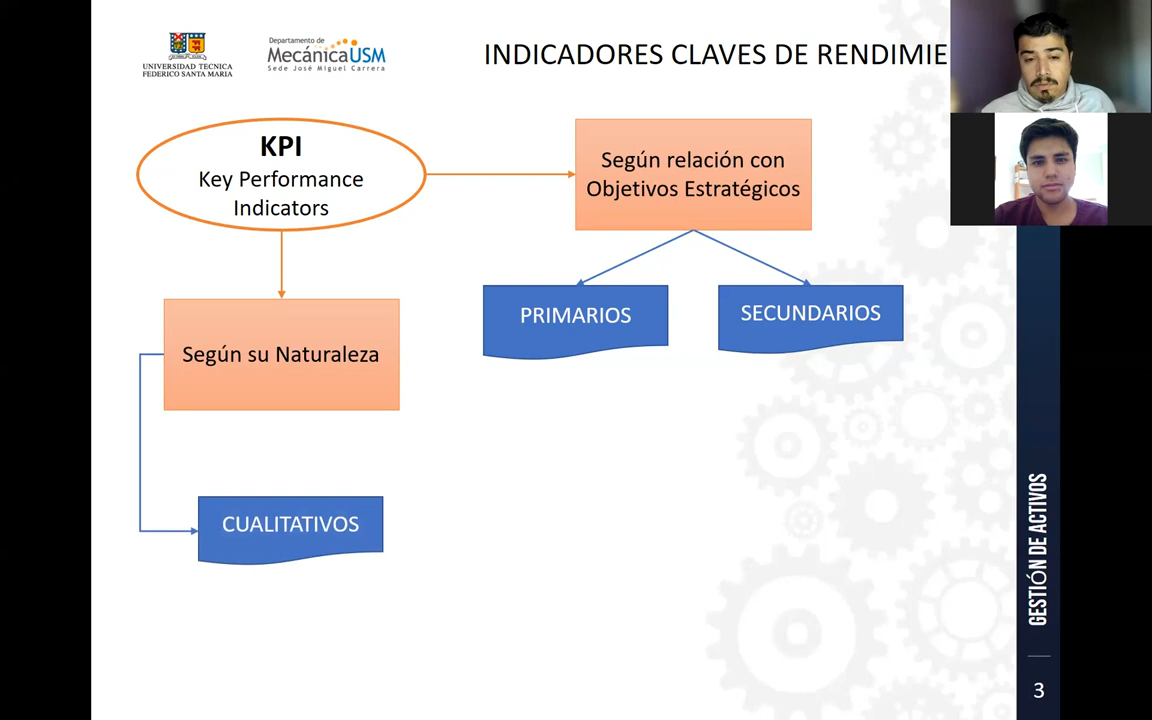 UNIVERSIDAD TECNICA
FEDERICO SANTA MARIA
Departamento de
MecánicaUSM
Sede José Miguel Carrera
INDICADORES CLAVES DE RENDIMIE
KPI
Key Performance
Indicators
Según relación con
Objetivos Estratégicos
PRIMARIOS
SECUNDARIOS
Según su Naturaleza
CUALITATIVOS
GESTIÓN DE ACTIVOS
3